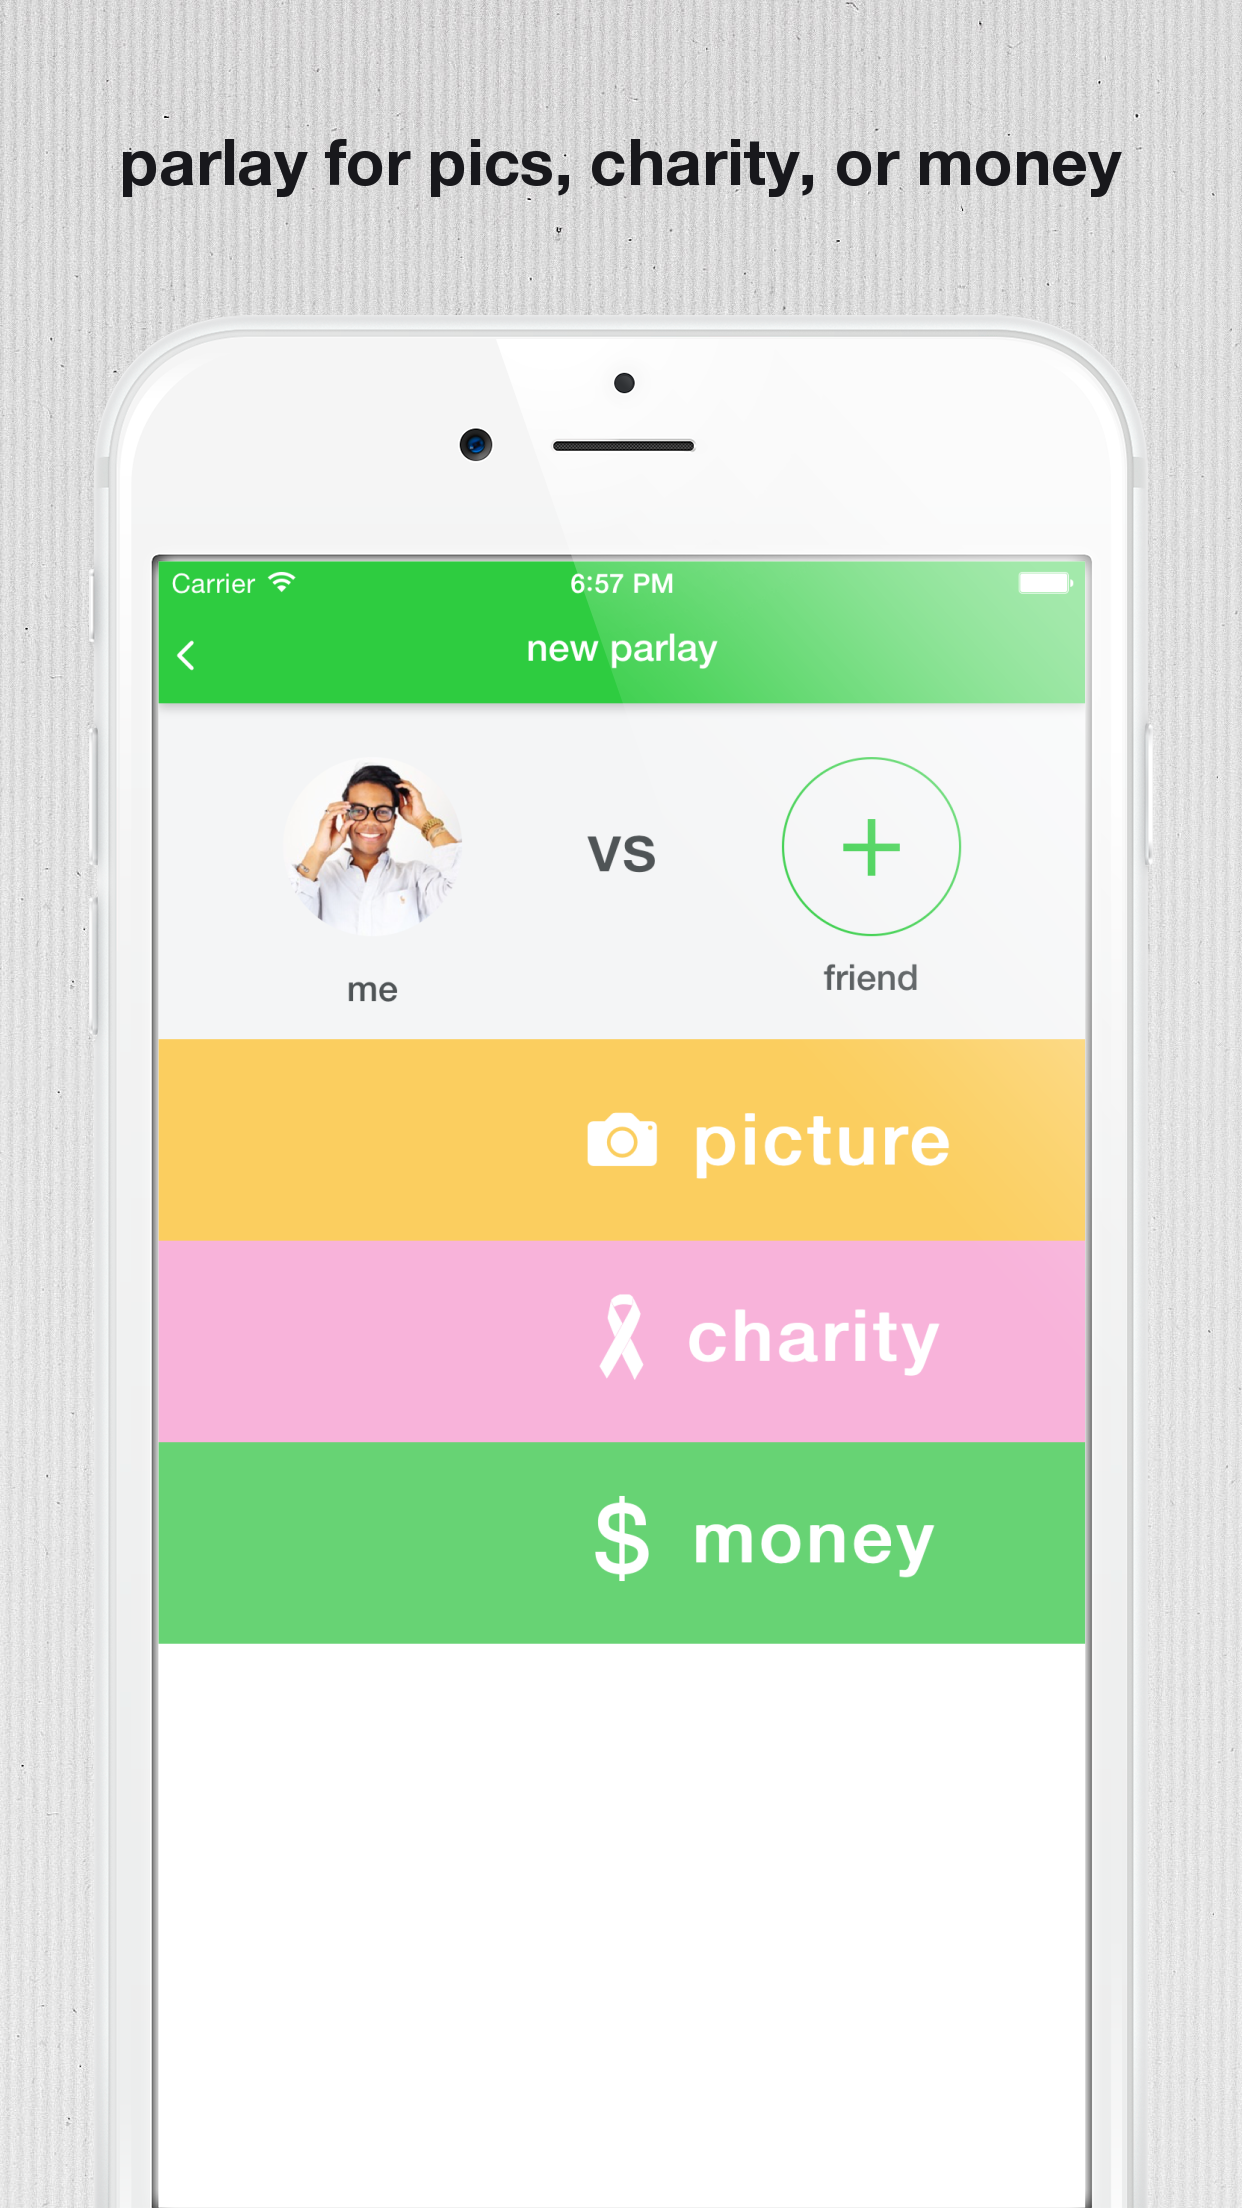 parlay for pics, charity, or money
Carrier 6:57 PM
new parlay
vs
me
friend
picture
charity
$ money